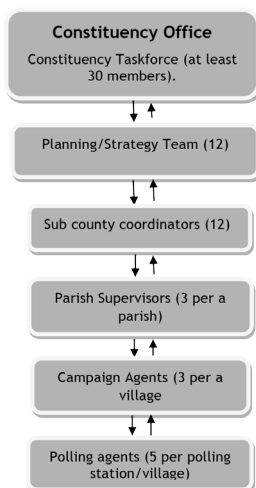 Constituency Office
Constituency Taskforce (at least
30 members).
Planning/Strategy Team (12)
Sub county coordinators (12)
Parish Supervisors (3 per a
parish)
Campaign Agents (3 per a
village
Polling agents (5 per polling
station/village)